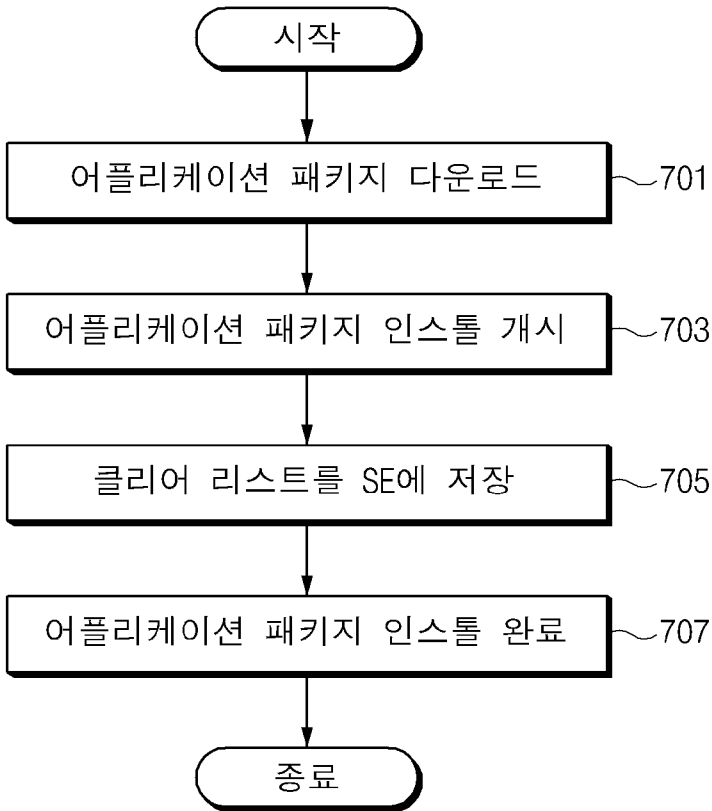 시작
어플리케이션 패키지 다운로드 701
어플리케이션 패키지 인스톨 개시 703
클리어 리스트를 SE에 저장 705
어플리케이션 패키지 인스톨 완료 707
종료